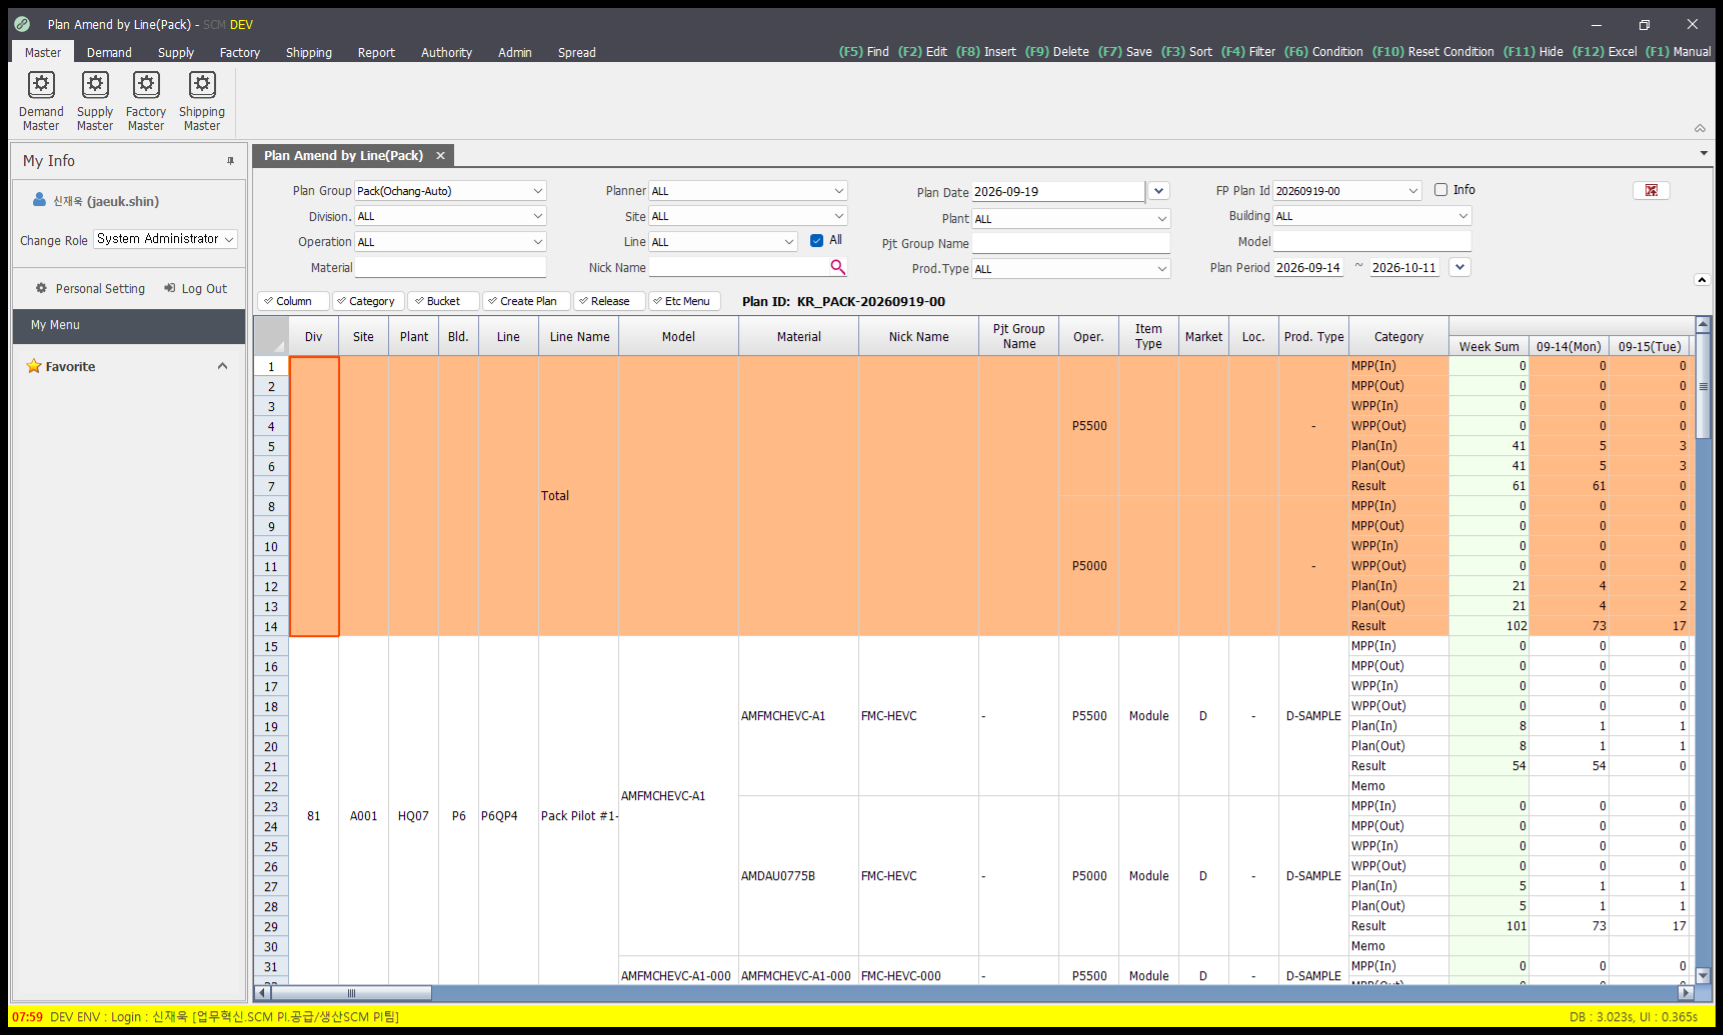 Plan Amend by Line(Pack) - SCM DEV
Master Demand Supply Factory Shipping Report Authority Admin Spread
(F5) Find (F2) Edit (F8) Insert (F9) Delete (F7) Save (F3) Sort (F4) Filter (F6) Condition (F10) Reset Condition (F11) Hide (F12) Excel (F1) Manual
Demand Master
Supply Master
Factory Master
Shipping Master
My Info
신재욱 (jaeuk.shin)
Change Role System Administrator
Personal Setting Log Out
My Menu
Favorite
Plan Amend by Line(Pack)
Plan Group Pack(Ochang-Auto) Planner ALL Plan Date 2026-09-19 FP Plan Id 20260919-00 Info
Division. ALL Site ALL Plant ALL Building ALL
Operation ALL Line ALL All Pjt Group Name Model
Material Nick Name Prod.Type ALL Plan Period 2026-09-14 ~ 2026-10-11
Column Category Bucket Create Plan Release Etc Menu Plan ID: KR_PACK-20260919-00
Div Site Plant Bld. Line Line Name Model Material Nick Name Pjt Group Name Oper. Item Type Market Loc. Prod. Type Category Week Sum 09-14(Mon) 09-15(Tue)
1 MPP(In) 0 0 0
2 MPP(Out) 0 0 0
3 WPP(In) 0 0 0
4 P5500 - WPP(Out) 0 0 0
5 Plan(In) 41 5 3
6 Plan(Out) 41 5 3
7 Result 61 61 0
Total
8 MPP(In) 0 0 0
9 MPP(Out) 0 0 0
10 WPP(In) 0 0 0
11 P5000 - WPP(Out) 0 0 0
12 Plan(In) 21 4 2
13 Plan(Out) 21 4 2
14 Result 102 73 17
15 MPP(In) 0 0 0
16 MPP(Out) 0 0 0
17 WPP(In) 0 0 0
18 WPP(Out) 0 0 0
AMFMCHEVC-A1 FMC-HEVC - P5500 Module D - D-SAMPLE
19 Plan(In) 8 1 1
20 Plan(Out) 8 1 1
21 Result 54 54 0
22 Memo
AMFMCHEVC-A1
23 MPP(In) 0 0 0
81 A001 HQ07 P6 P6QP4 Pack Pilot #1-
24 MPP(Out) 0 0 0
25 WPP(In) 0 0 0
26 WPP(Out) 0 0 0
AMDAU0775B FMC-HEVC - P5000 Module D - D-SAMPLE
27 Plan(In) 5 1 1
28 Plan(Out) 5 1 1
29 Result 101 73 17
30 Memo
31 MPP(In) 0 0 0
AMFMCHEVC-A1-000 AMFMCHEVC-A1-000 FMC-HEVC-000 - P5500 Module D - D-SAMPLE
07:59 DEV ENV : Login : 신재욱 [업무혁신.SCM PI.공급/생산SCM PI팀] DB : 3.023s, UI : 0.365s